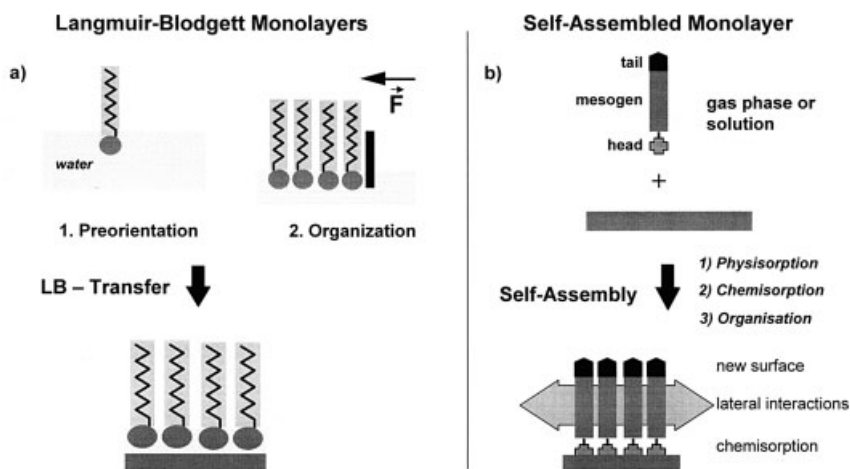 Langmuir-Blodgett Monolayers
a)
F
water
1. Preorientation
2. Organization
LB – Transfer
Self-Assembled Monolayer
b)
tail
mesogen
head
gas phase or
solution
+
1) Physisorption
Self-Assembly
2) Chemisorption
3) Organisation
new surface
lateral interactions
chemisorption